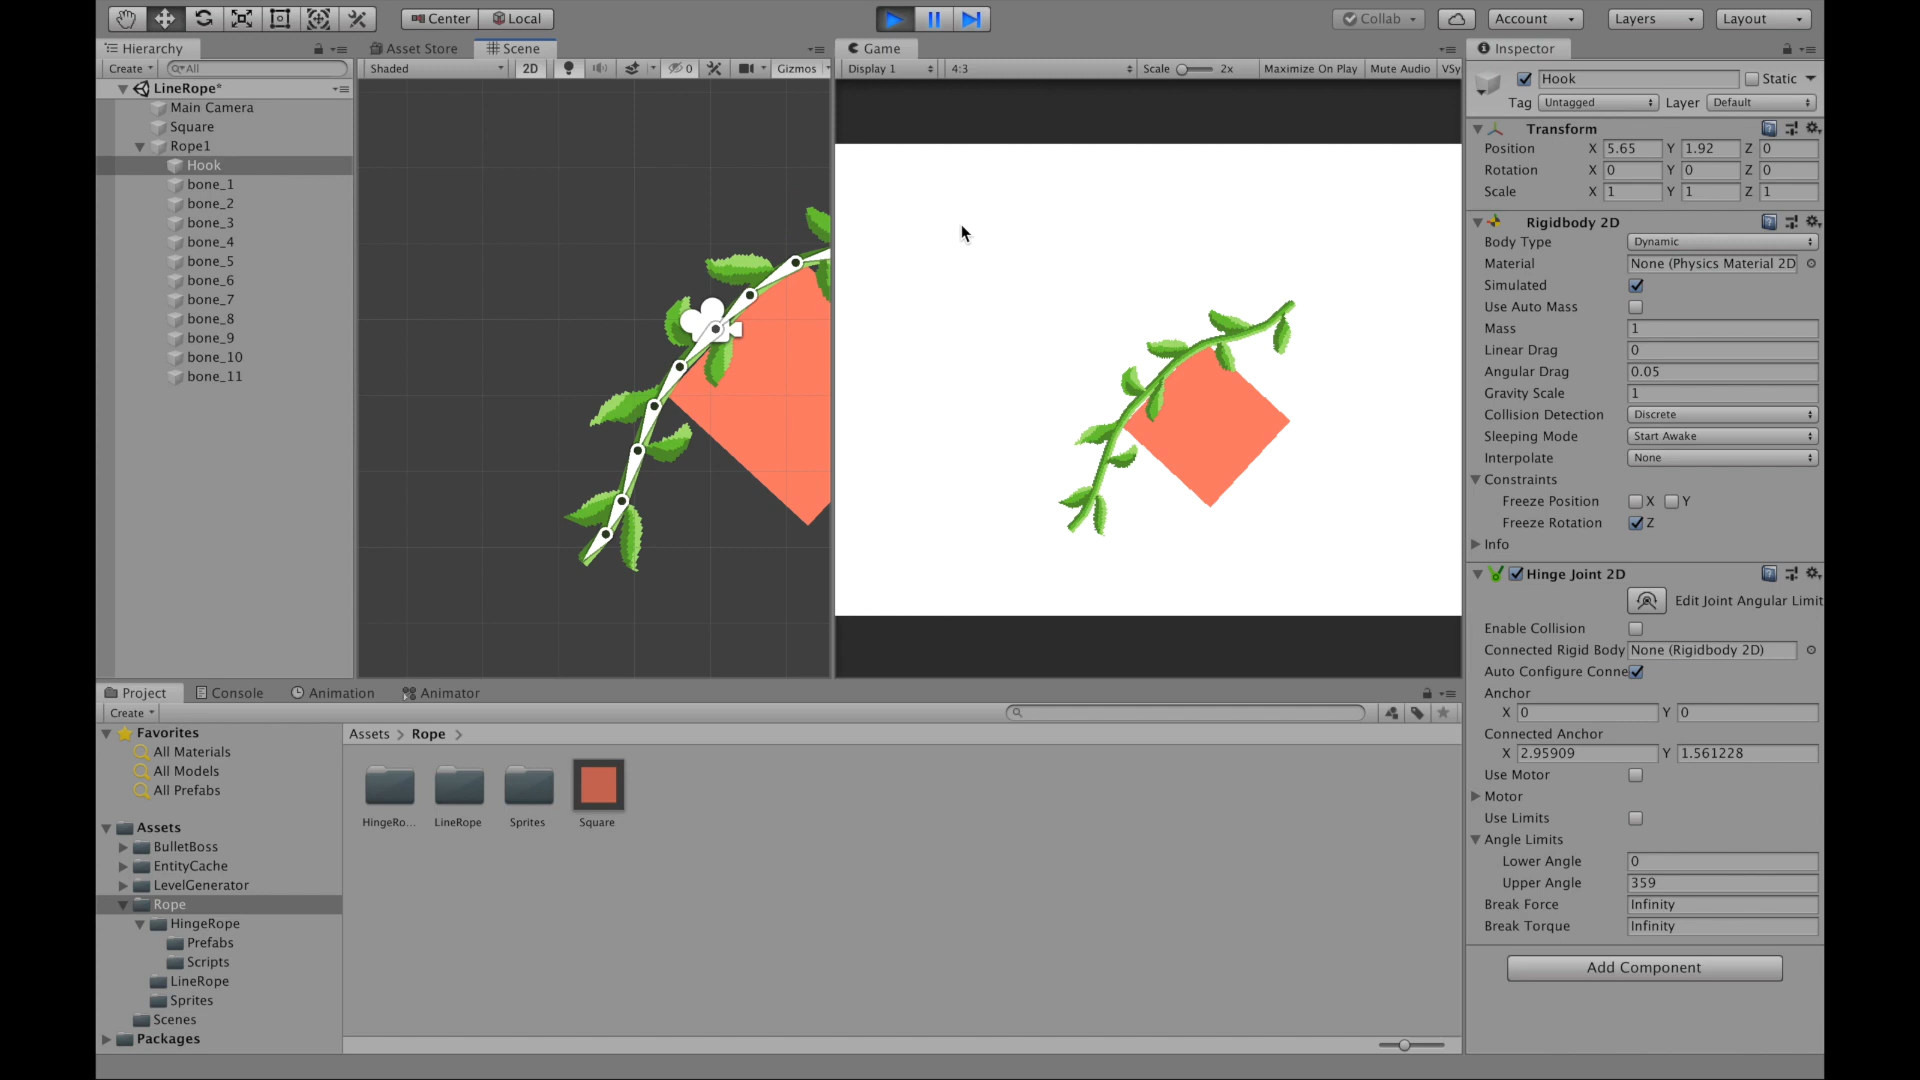 Center Local Collab Account Layers Layout
Hierarchy
Create All
LineRope*
Main Camera
Square
Rope1
Hook
bone_1
bone_2
bone_3
bone_4
bone_5
bone_6
bone_7
bone_8
bone_9
bone_10
bone_11
Asset Store Scene
Shaded 2D 0 Gizmos
Game
Display 1 4:3 Scale 2x Maximize On Play Mute Audio VSy
Inspector
Hook Static
Tag Untagged Layer Default
Transform
Position X 5.65 Y 1.92 Z 0
Rotation X 0 Y 0 Z 0
Scale X 1 Y 1 Z 1
Rigidbody 2D
Body Type Dynamic
Material None (Physics Material 2D
Simulated
Use Auto Mass
Mass 1
Linear Drag 0
Angular Drag 0.05
Gravity Scale 1
Collision Detection Discrete
Sleeping Mode Start Awake
Interpolate None
Constraints
Freeze Position X Y
Freeze Rotation Z
Info
Hinge Joint 2D
Edit Joint Angular Limit
Enable Collision
Connected Rigid Body None (Rigidbody 2D)
Auto Configure Conne
Anchor
X 0 Y 0
Connected Anchor
X 2.95909 Y 1.561228
Use Motor
Motor
Use Limits
Angle Limits
Lower Angle 0
Upper Angle 359
Break Force Infinity
Break Torque Infinity
Add Component
Project Console Animation Animator
Create
Favorites
All Materials
All Models
All Prefabs
Assets
BulletBoss
EntityCache
LevelGenerator
Rope
HingeRope
Prefabs
Scripts
LineRope
Sprites
Scenes
Packages
Assets Rope
HingeRo... LineRope Sprites Square